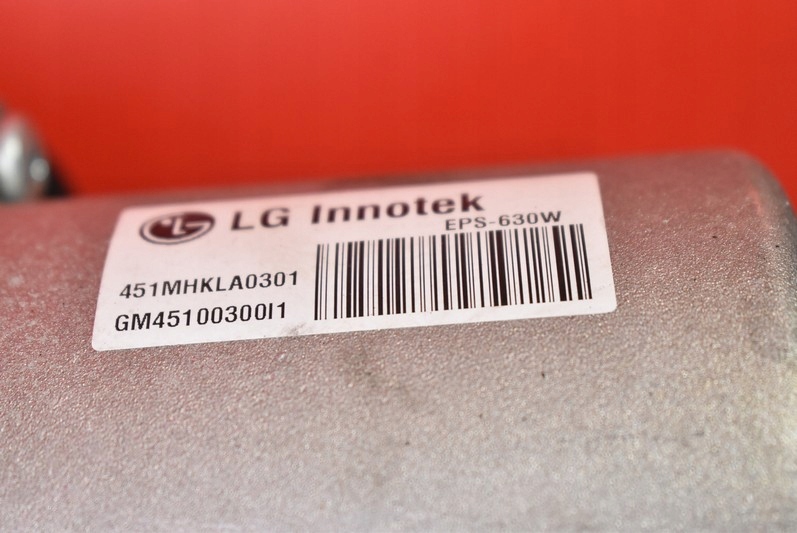 LG Innotek
EPS-630W
451MHKLA0301
GM45100300I1